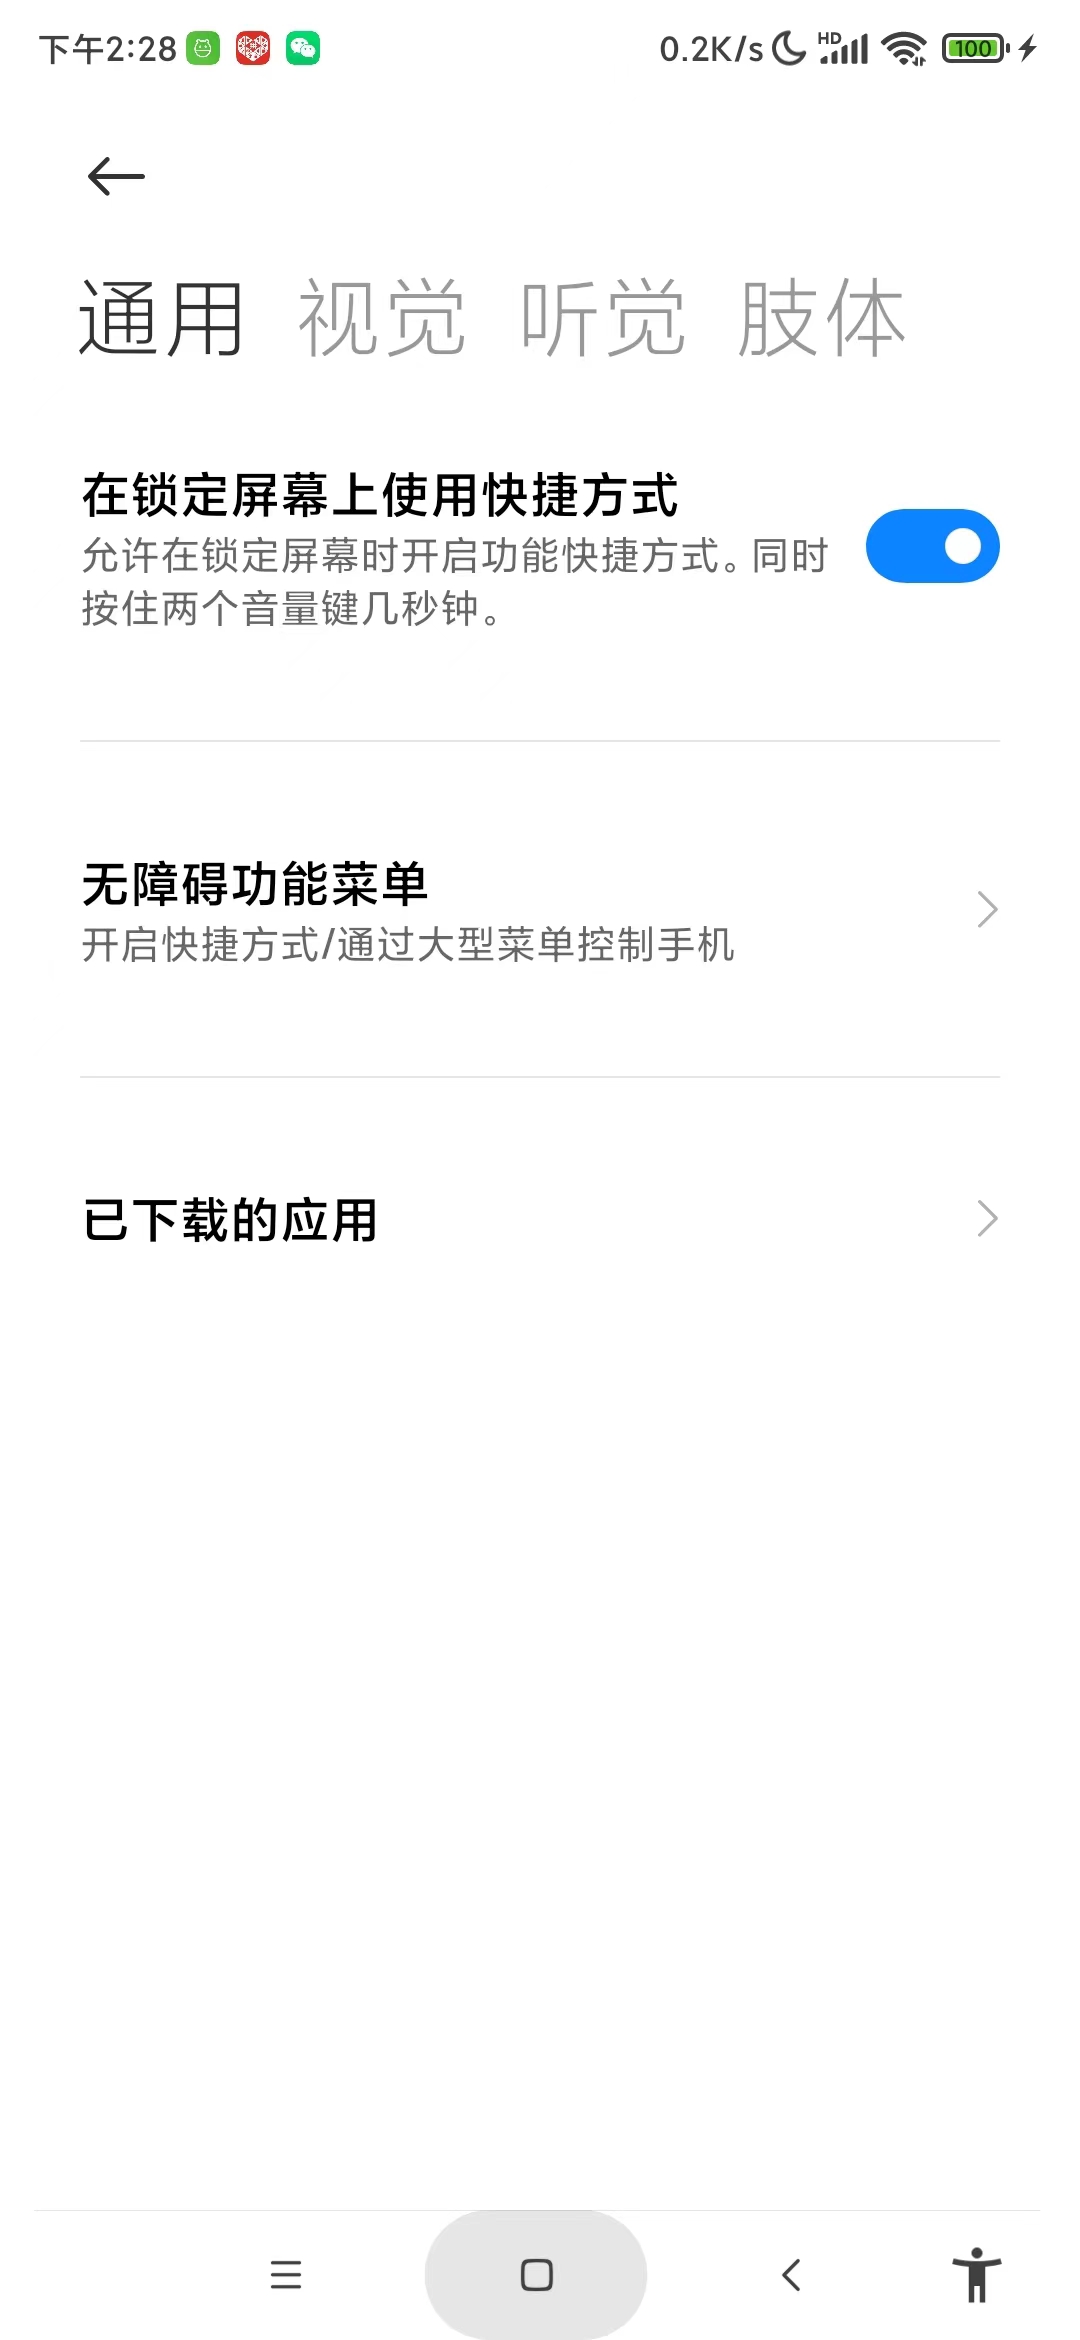 下午2:28
0.2K/s HD 100
通用 视觉 听觉 肢体
在锁定屏幕上使用快捷方式
允许在锁定屏幕时开启功能快捷方式。同时
按住两个音量键几秒钟。
无障碍功能菜单
开启快捷方式/通过大型菜单控制手机
已下载的应用